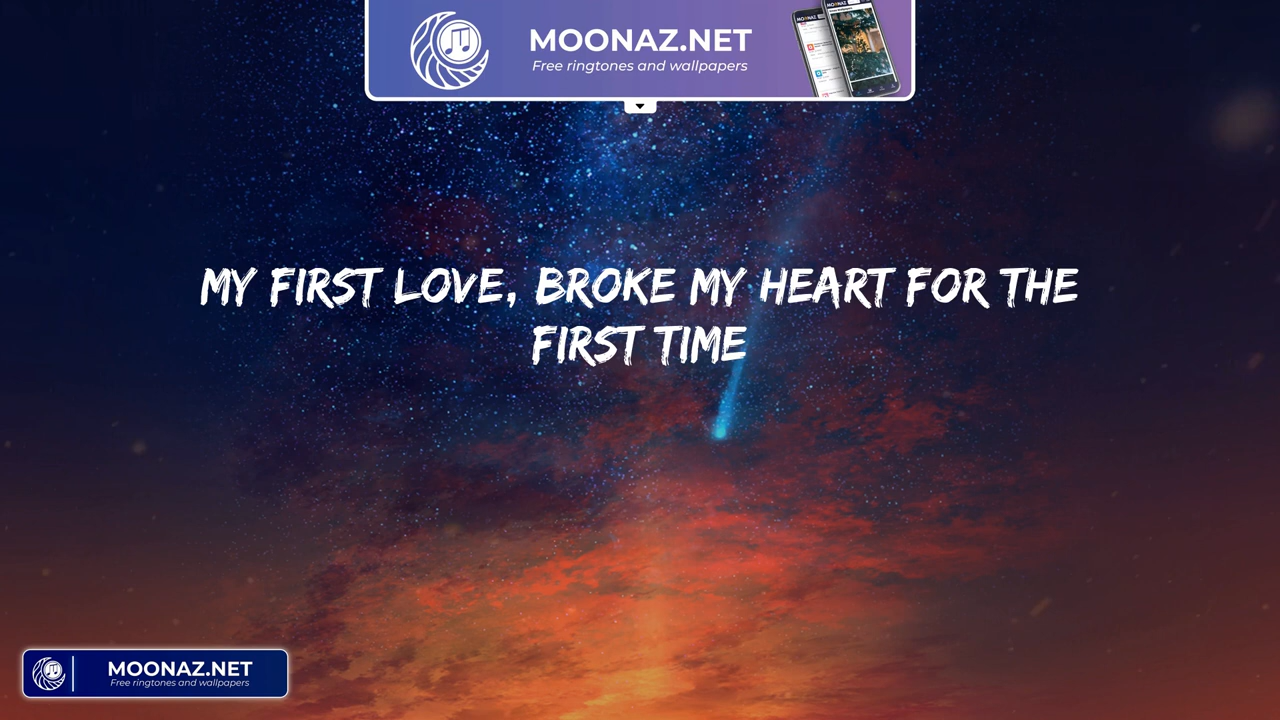 MOONAZ.NET
Free ringtones and wallpapers
MY FIRST LOVE, BROKE MY HEART FOR THE
FIRST TIME
MOONAZ.NET
Free ringtones and wallpapers